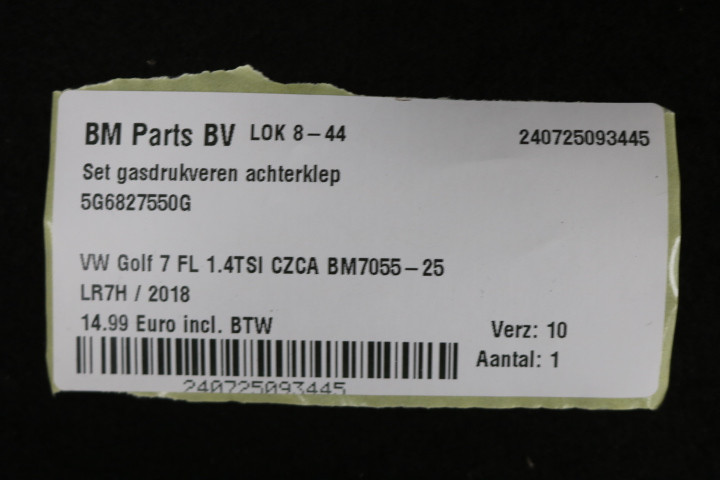 BM Parts BV LOK 8-44 240725093445
Set gasdrukveren achterklep
5G6827550G
VW Golf 7 FL 1.4TSI CZCA BM7055-25
LR7H / 2018
14.99 Euro incl. BTW Verz: 10
Aantal: 1
240725093445